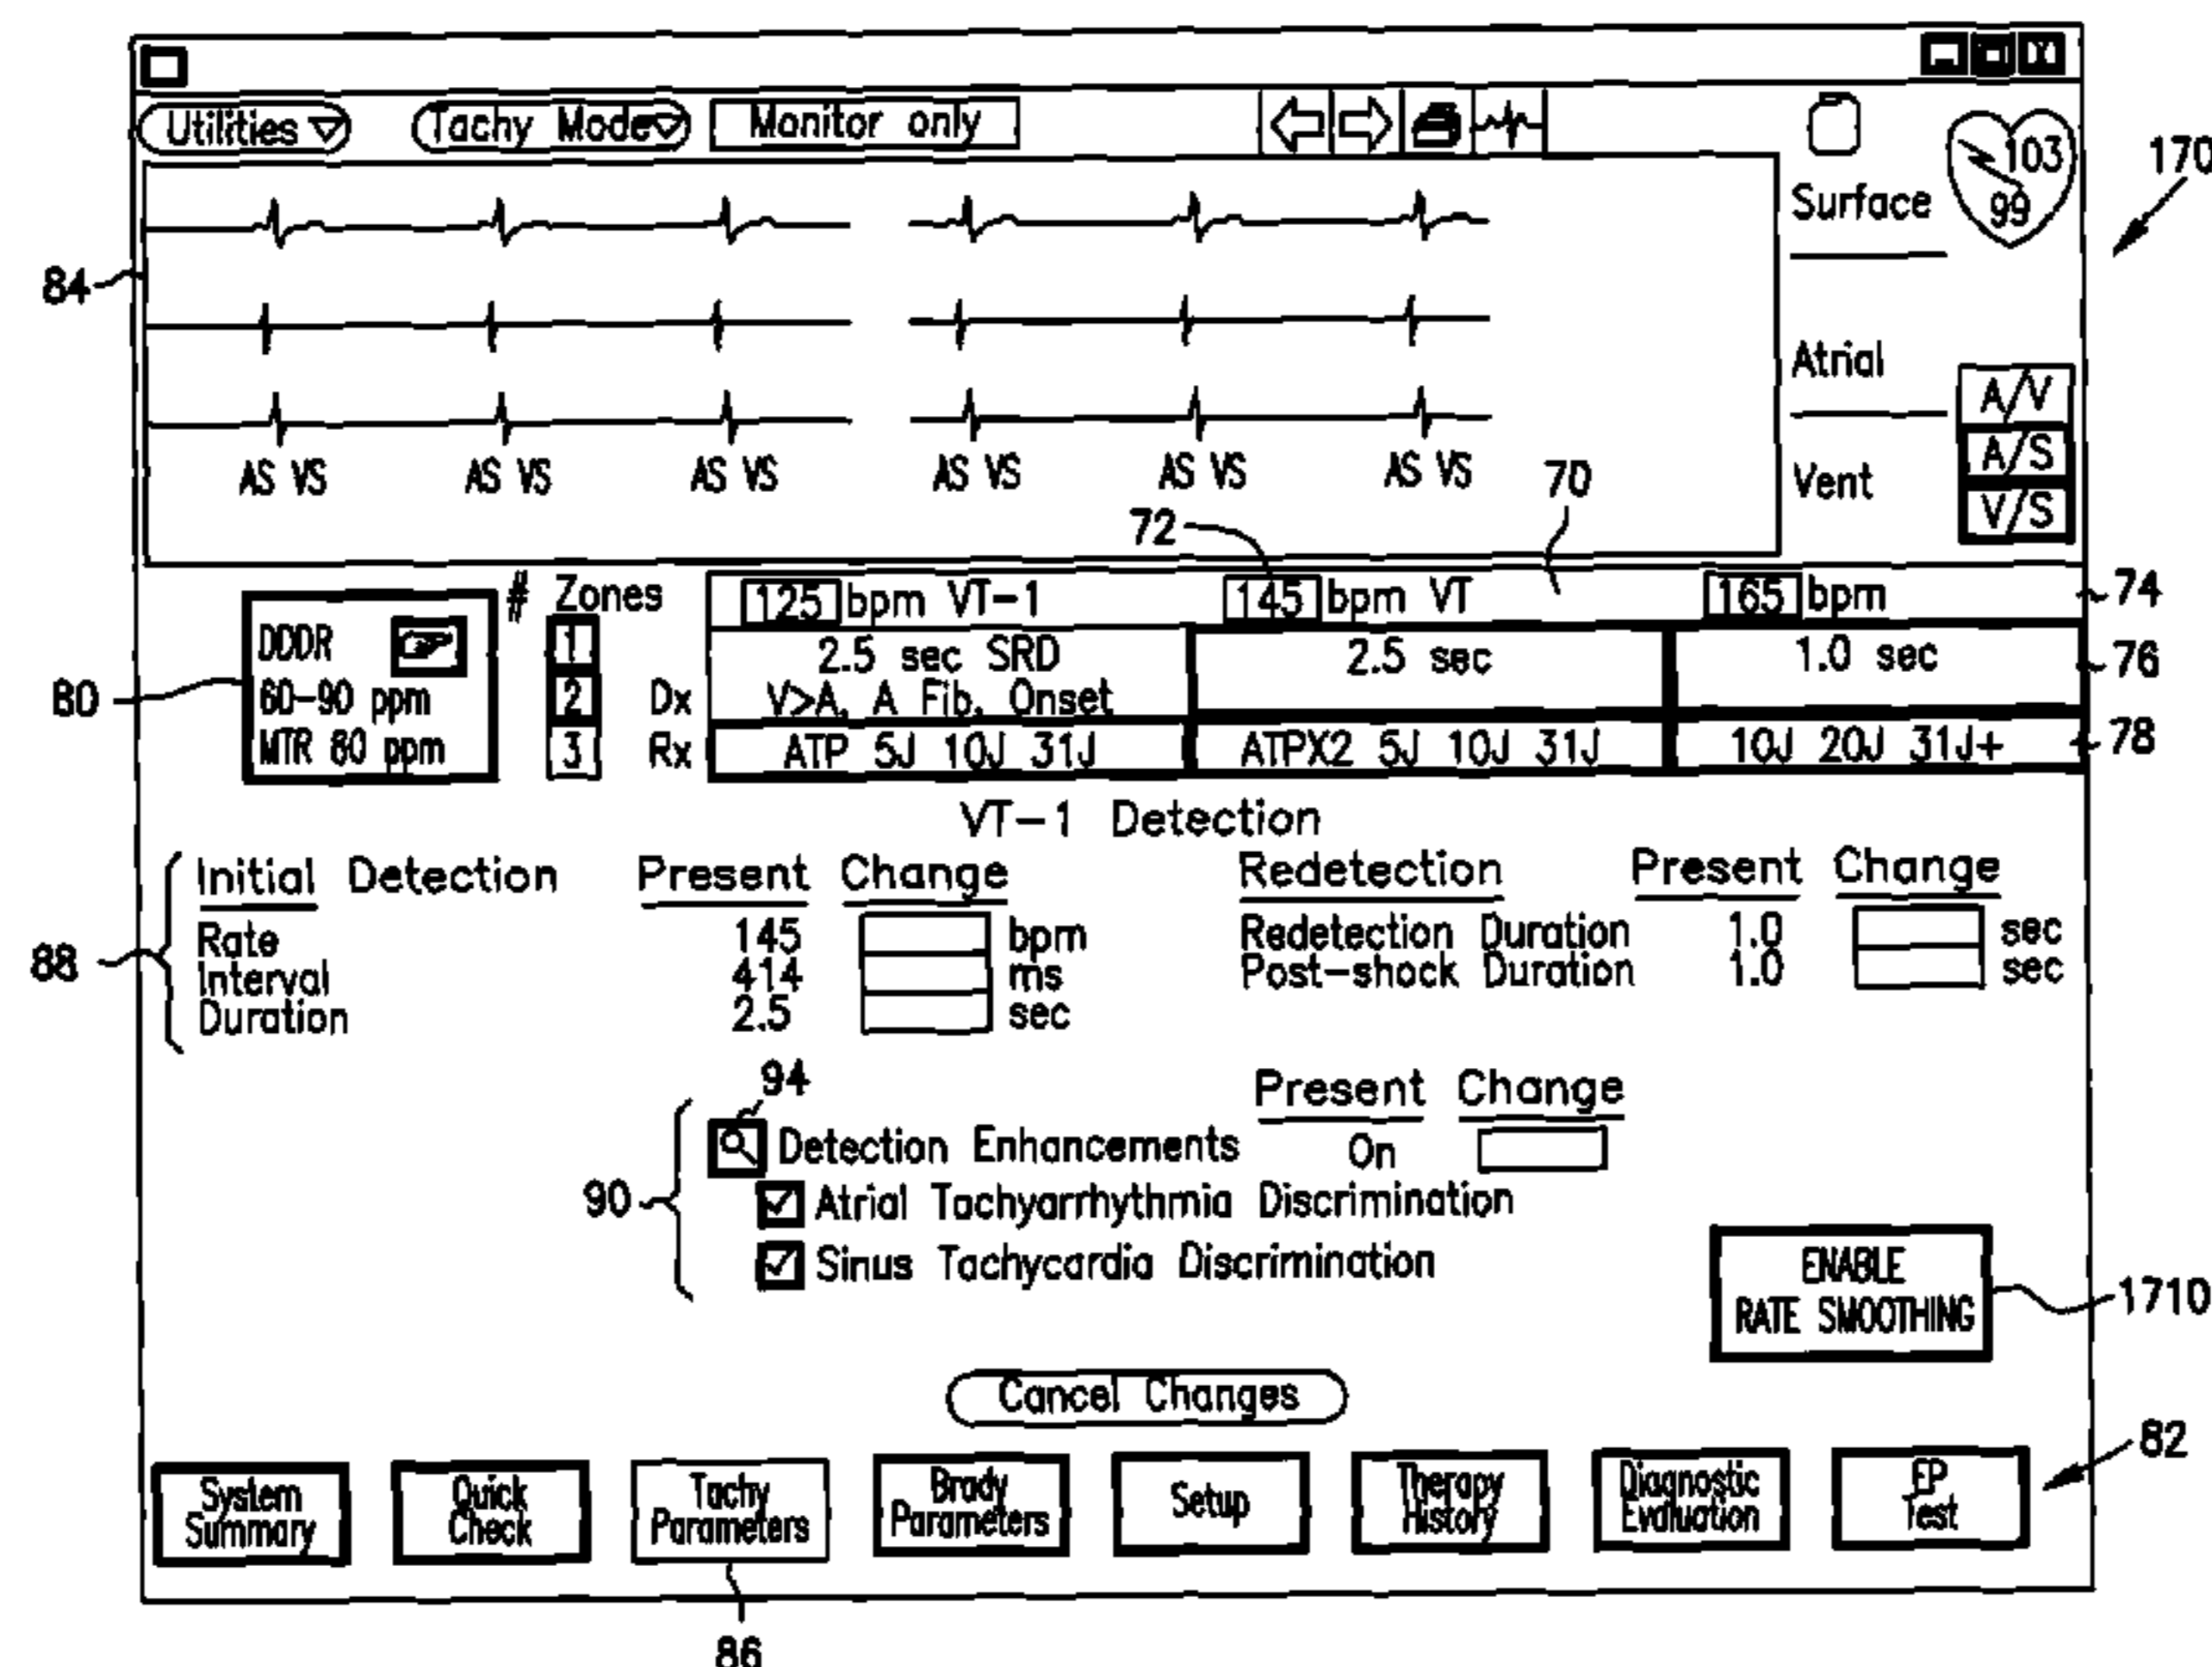 Utilities Tachy Mode Monitor only
103
99
170
Surface
84
Atrial
Vent
A/V
A/S
V/S
AS VS AS VS AS VS AS VS AS VS AS VS
72
70
# Zones
125 bpm VT-1 145 bpm VT 165 bpm
74
DDDR
60-90 ppm
MTR 80 ppm
80
1
2
3
Dx
2.5 sec SRD 2.5 sec 1.0 sec
V>A, A Fib. Onset
76
Rx ATP 5J 10J 31J ATPX2 5J 10J 31J 10J 20J 31J+
78
VT-1 Detection
Initial Detection Present Change Redetection Present Change
Rate 145 bpm Redetection Duration 1.0 sec
Interval 414 ms Post-shock Duration 1.0 sec
Duration 2.5 sec
88
94
Present Change
Detection Enhancements On
90
Atrial Tachyarrhythmia Discrimination
Sinus Tachycardia Discrimination
ENABLE
RATE SMOOTHING
1710
Cancel Changes
82
System
Summary
Quick
Check
Tachy
Parameters
Brady
Parameters
Setup
Therapy
History
Diagnostic
Evaluation
EP
Test
86